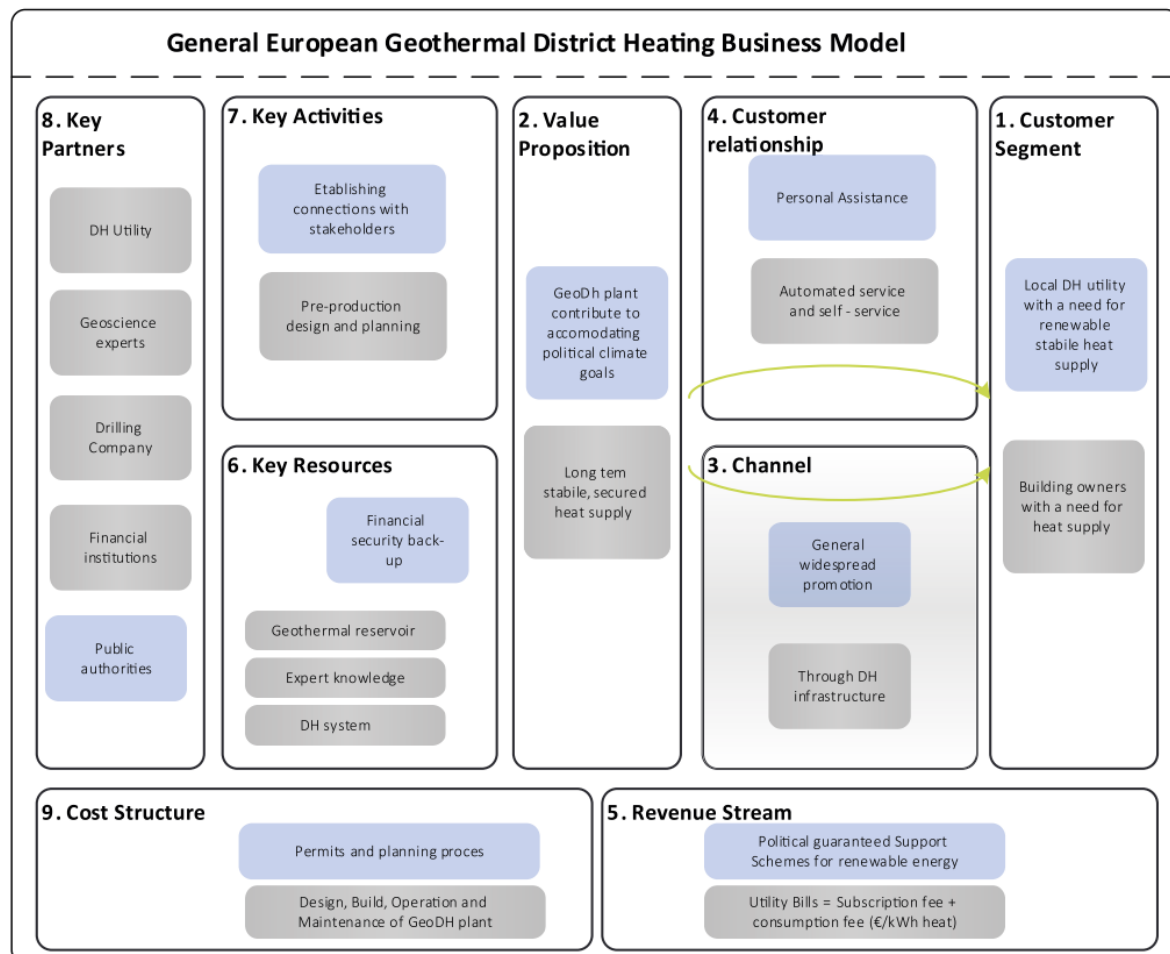 General European Geothermal District Heating Business Model
8. Key
Partners
DH Utility
Geoscience
experts
Drilling
Company
Financial
institutions
Public
authorities
7. Key Activities
Etablishing
connections with
stakeholders
Pre-production
design and planning
6. Key Resources
Financial
security back-
up
Geothermal reservoir
Expert knowledge
DH system
2. Value
Proposition
GeoDh plant
contribute to
accomodating
political climate
goals
Long tem
stabile, secured
heat supply
4. Customer
relationship
Personal Assistance
Automated service
and self - service
3. Channel
General
widespread
promotion
Through DH
infrastructure
1. Customer
Segment
Local DH utility
with a need for
renewable
stabile heat
supply
Building owners
with a need for
heat supply
9. Cost Structure
Permits and planning proces
Design, Build, Operation and
Maintenance of GeoDH plant
5. Revenue Stream
Political guaranteed Support
Schemes for renewable energy
Utility Bills = Subscription fee +
consumption fee (€/kWh heat)